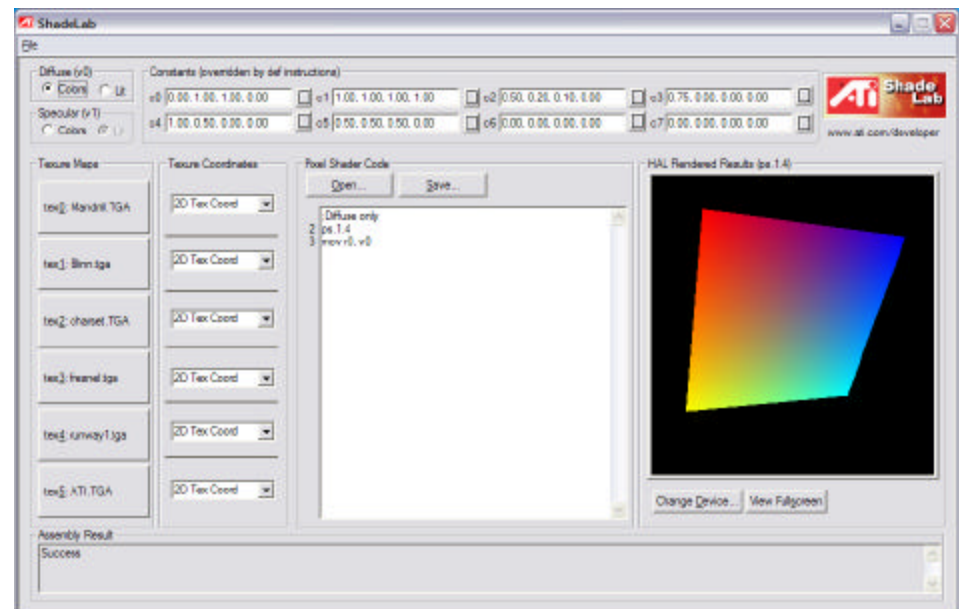 ATI ShadeLab
File
Diffuse (v0)
Colors Lit
Specular (v1)
Colors
Constants (overridden by def instructions)
c0 0.00, 1.00, 1.00, 0.00
c1 1.00, 1.00, 1.00, 1.00
c2 0.50, 0.20, 0.10, 1.00
c3 0.75, 0.00, 0.00, 0.00
c4 1.00, 0.50, 0.00, 0.00
c5 0.50, 0.50, 0.50, 0.00
c6 0.00, 0.00, 0.00, 1.00
c7 0.00, 0.00, 0.00, 0.00
ATI Shade Lab
www.ati.com/developer
Texure Maps
tex0: Mandrill.TGA
tex1: Blinn.tga
tex2: charset.TGA
tex3: fresnel.tga
tex4: runway1.tga
tex5: ATI.TGA
Texure Coordinates
2D Tex Coord
2D Tex Coord
2D Tex Coord
2D Tex Coord
2D Tex Coord
2D Tex Coord
Pixel Shader Code
Open... Save...
; Diffuse only
2 ps.1.4
3 mov r0, v0
HAL Rendered Results (ps.1.4)
Change Device... View Fullscreen
Assembly Result
Success